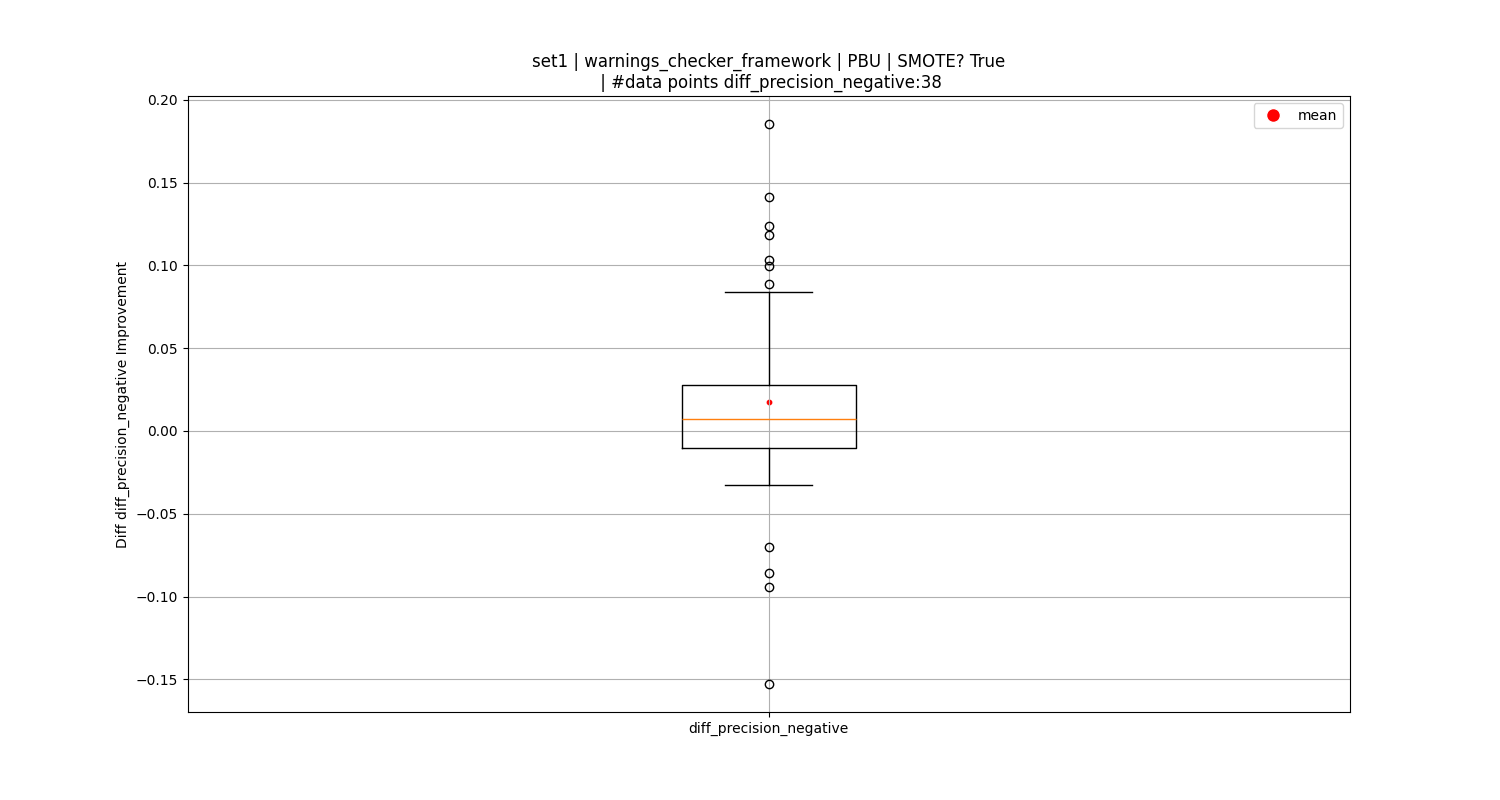 set1 | warnings_checker_framework | PBU | SMOTE? True
| #data points diff_precision_negative:38
mean
0.20
0.15
0.10
0.05
0.00
−0.05
−0.10
−0.15
Diff diff_precision_negative Improvement
diff_precision_negative